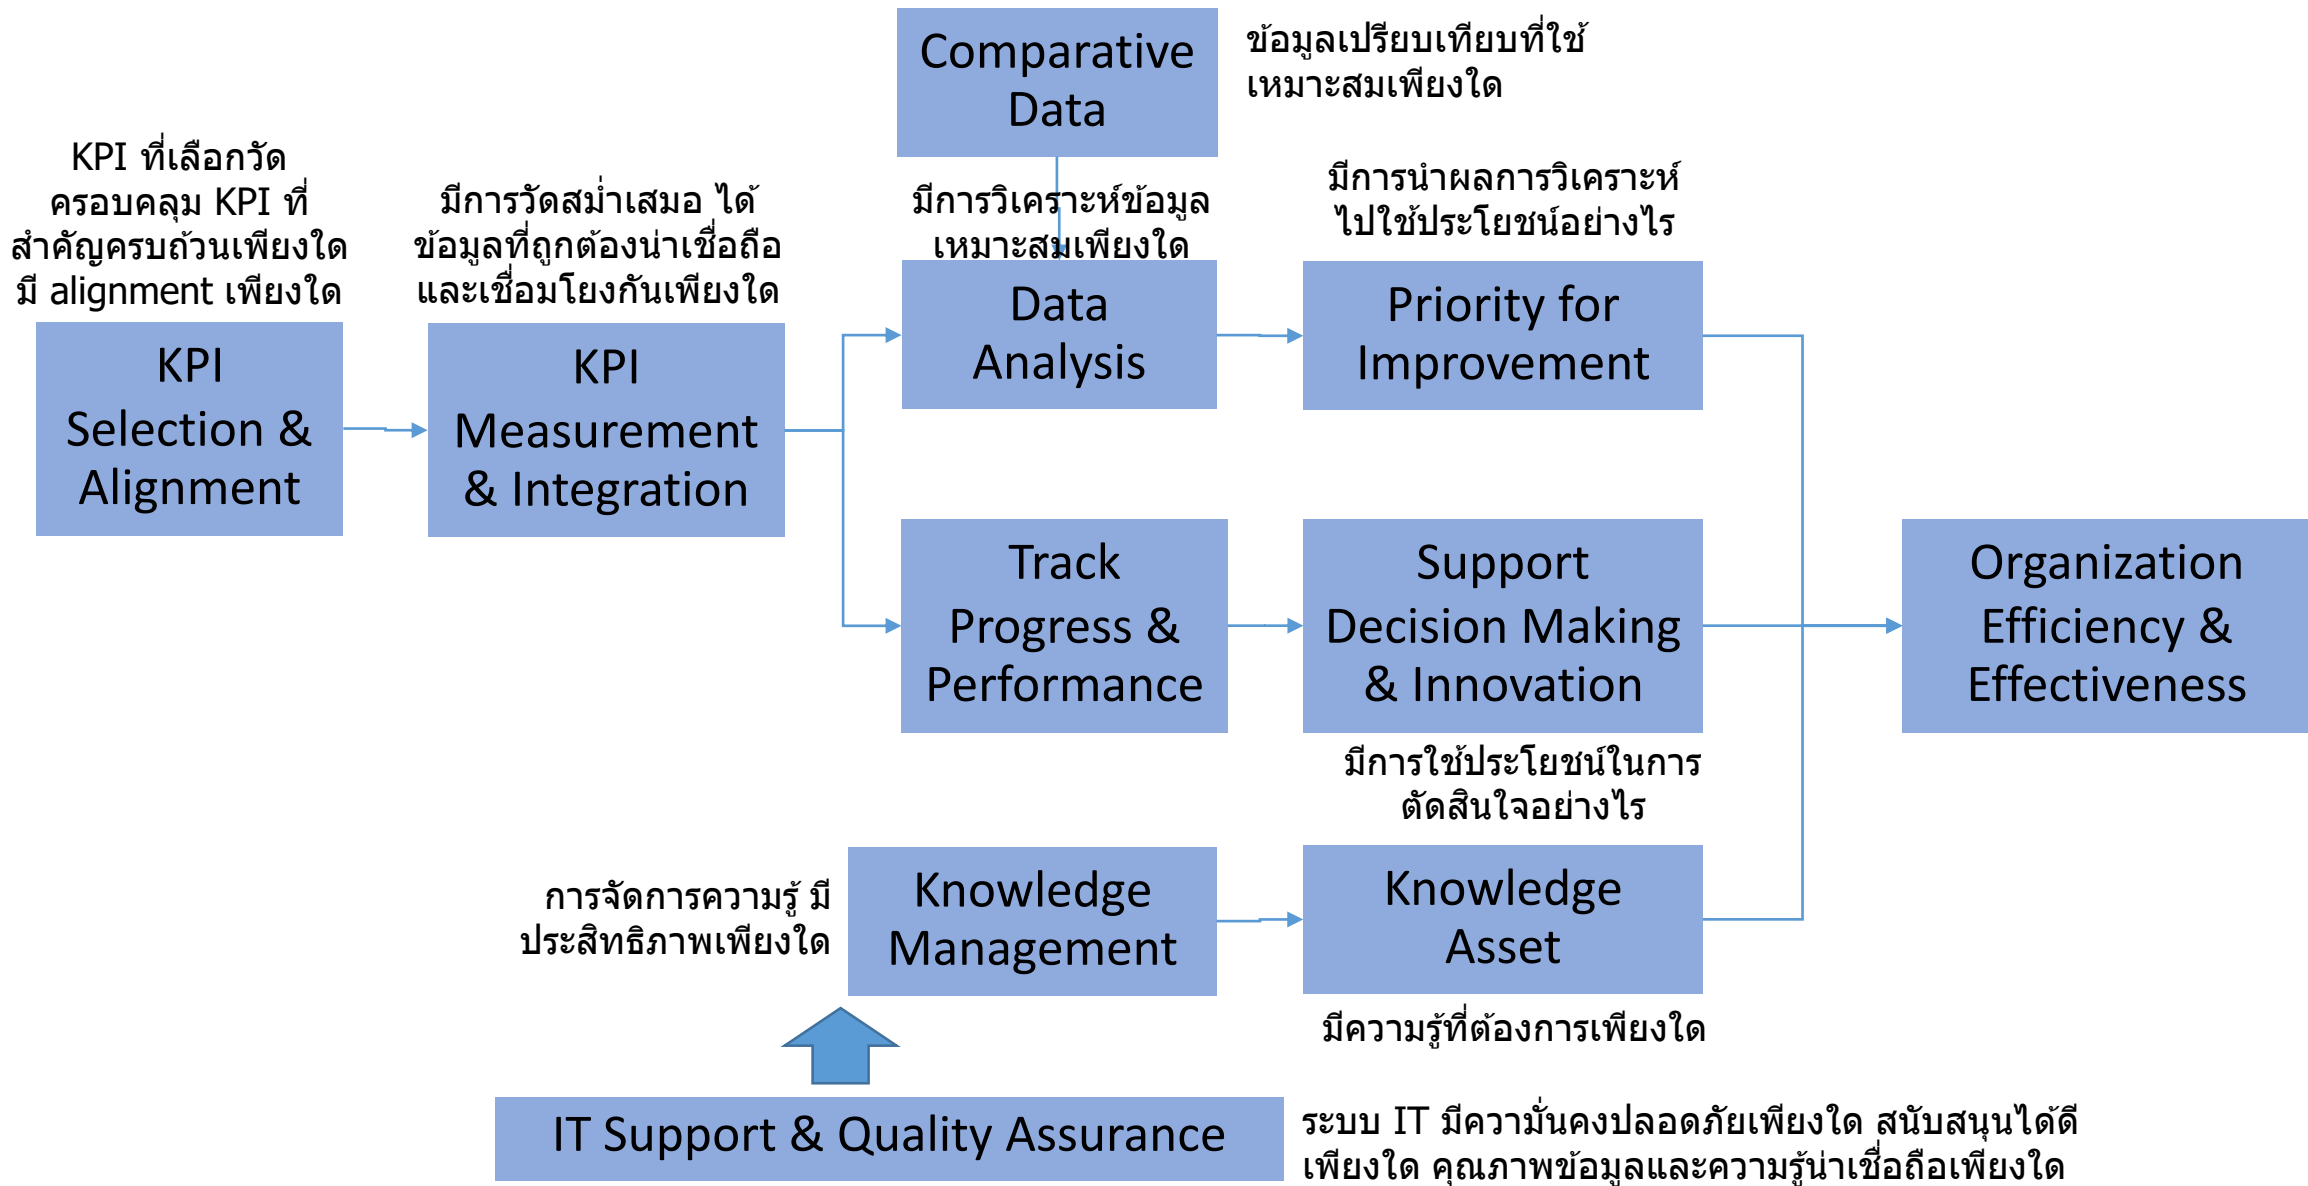 Comparative
Data
ข้อมูลเปรียบเทียบที่ใช้
เหมาะสมเพียงใด
KPI ที่เลือกวัด
ครอบคลุม KPI ที่
สำคัญครบถ้วนเพียงใด
มี alignment เพียงใด
มีการวัดสม่ำเสมอ ได้
ข้อมูลที่ถูกต้องน่าเชื่อถือ
และเชื่อมโยงกันเพียงใด
มีการวิเคราะห์ข้อมูล
เหมาะสมเพียงใด
มีการนำผลการวิเคราะห์
ไปใช้ประโยชน์อย่างไร
KPI
Selection &
Alignment
KPI
Measurement
& Integration
Data
Analysis
Priority for
Improvement
Track
Progress &
Performance
Support
Decision Making
& Innovation
Organization
Efficiency &
Effectiveness
มีการใช้ประโยชน์ในการ
ตัดสินใจอย่างไร
การจัดการความรู้ มี
ประสิทธิภาพเพียงใด
Knowledge
Management
Knowledge
Asset
มีความรู้ที่ต้องการเพียงใด
IT Support & Quality Assurance
ระบบ IT มีความั่นคงปลอดภัยเพียงใด สนับสนุนได้ดี
เพียงใด คุณภาพข้อมูลและความรู้น่าเชื่อถือเพียงใด